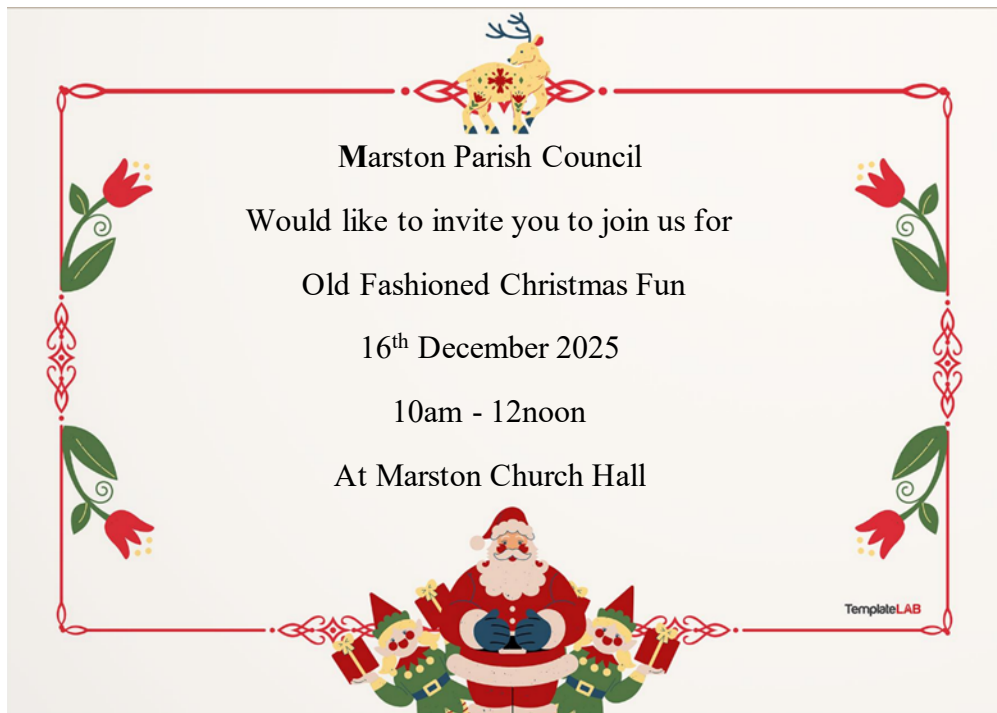 Marston Parish Council
Would like to invite you to join us for
Old Fashioned Christmas Fun
16th December 2025
10am - 12noon
At Marston Church Hall
TemplateLAB